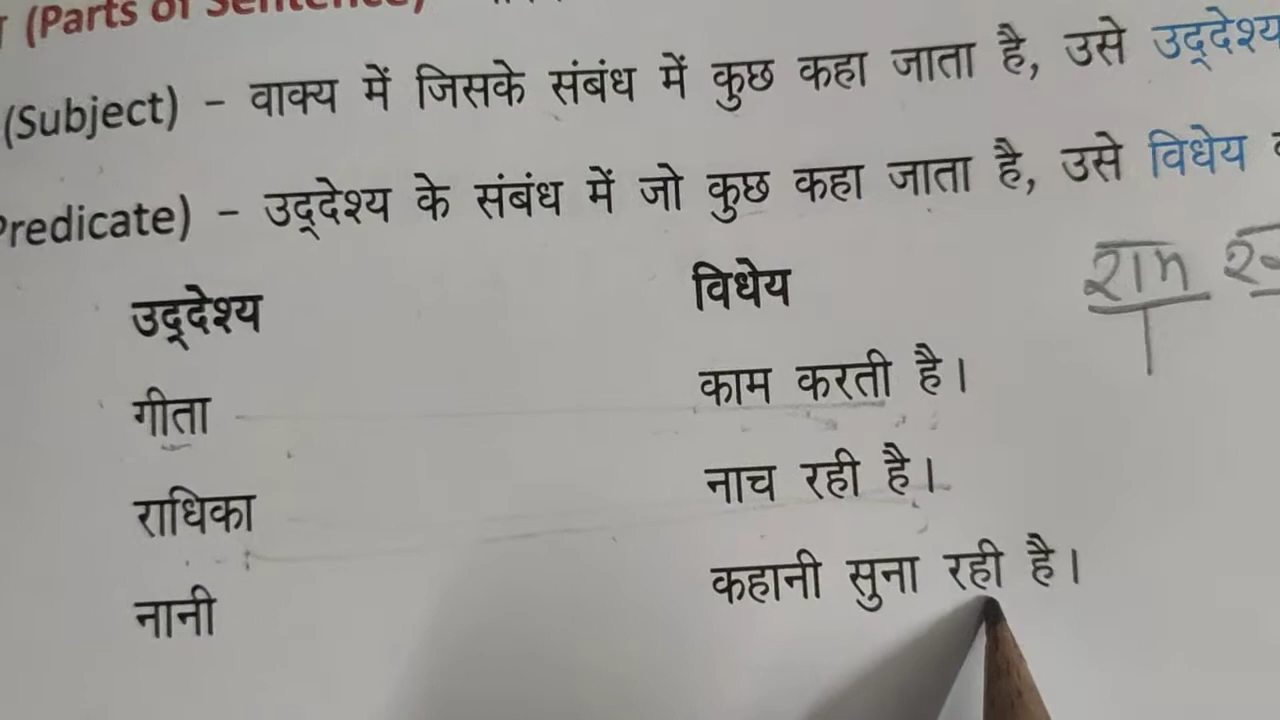 (Parts of Sentence)
(Subject) – वाक्य में जिसके संबंध में कुछ कहा जाता है, उसे उद्देश्य
Predicate) – उद्देश्य के संबंध में जो कुछ कहा जाता है, उसे विधेय
उद्देश्य विधेय राम
गीता काम करती है।
राधिका नाच रही है।
नानी कहानी सुना रही है।